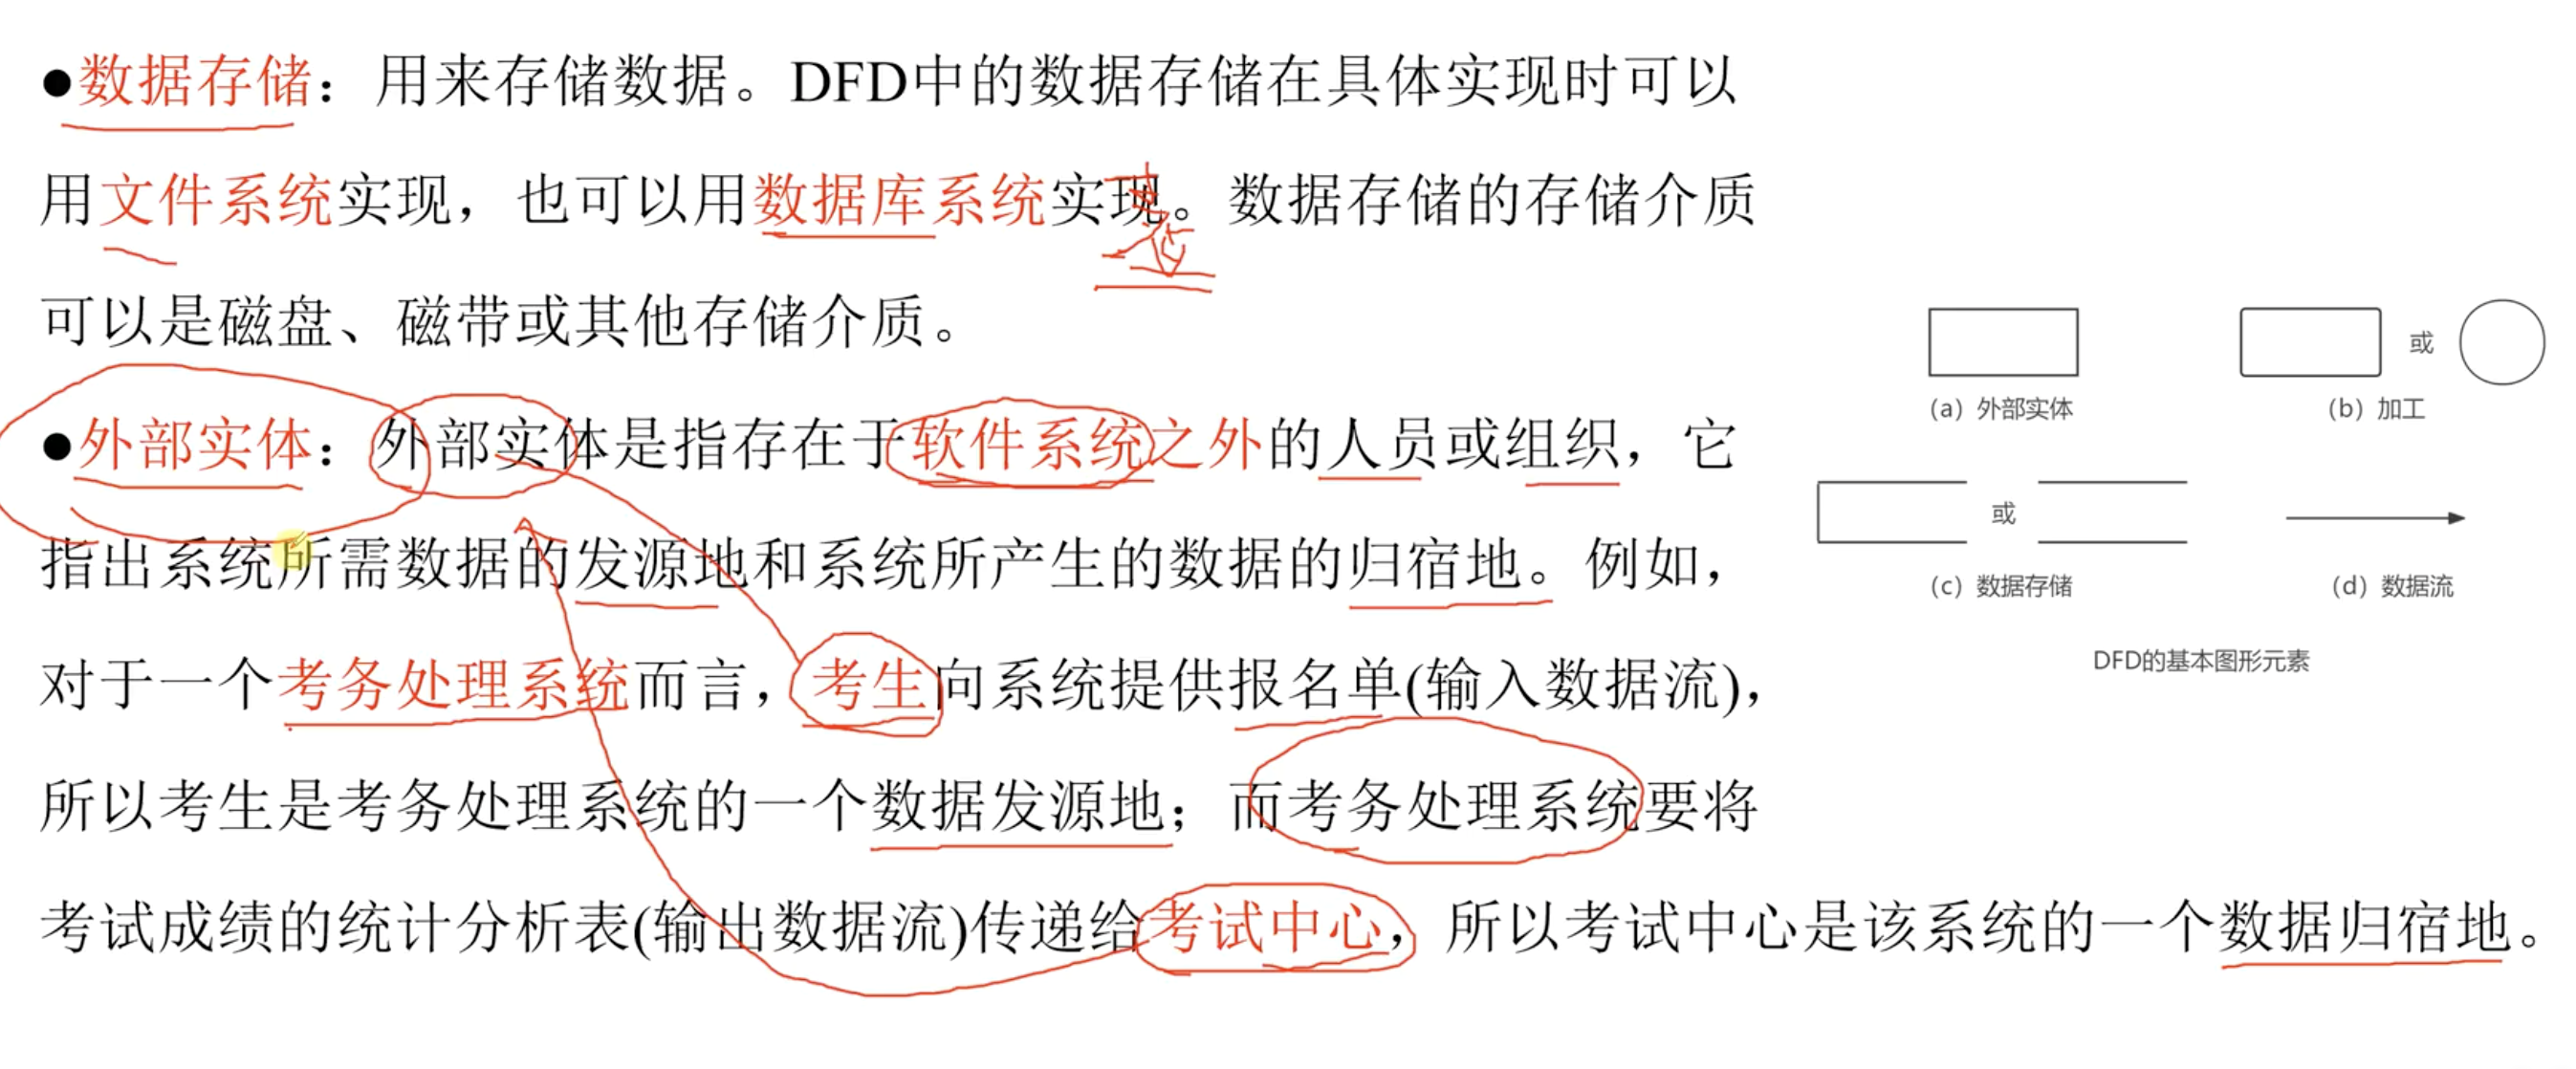 ●数据存储：用来存储数据。DFD中的数据存储在具体实现时可以
用文件系统实现，也可以用数据库系统实现。数据存储的存储介质
可以是磁盘、磁带或其他存储介质。
●外部实体：外部实体是指存在于软件系统之外的人员或组织，它
指出系统所需数据的发源地和系统所产生的数据的归宿地。例如，
对于一个考务处理系统而言，考生向系统提供报名单(输入数据流)，
所以考生是考务处理系统的一个数据发源地；而考务处理系统要将
考试成绩的统计分析表(输出数据流)传递给考试中心，所以考试中心是该系统的一个数据归宿地。
或
（a）外部实体
（b）加工
或
（c）数据存储
（d）数据流
DFD的基本图形元素